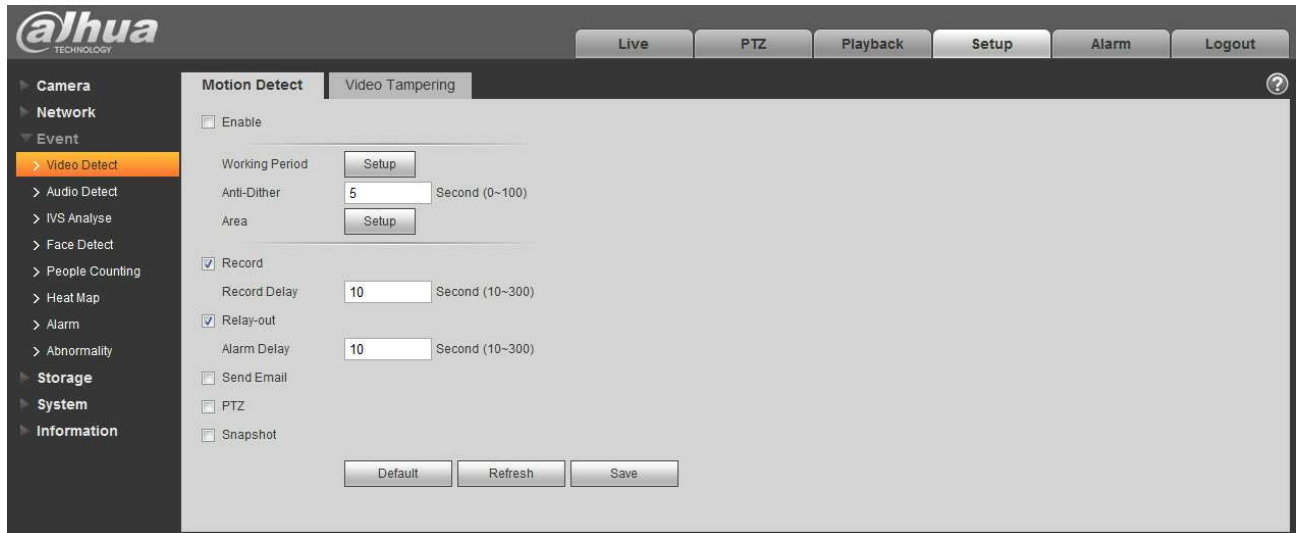 alhua
TECHNOLOGY
Live PTZ Playback Setup Alarm Logout
Camera
Network
Event
> Video Detect
> Audio Detect
> IVS Analyse
> Face Detect
> People Counting
> Heat Map
> Alarm
> Abnormality
Storage
System
Information
Motion Detect Video Tampering
?
Enable
Working Period Setup
Anti-Dither 5 Second (0~100)
Area Setup
Record
Record Delay 10 Second (10~300)
Relay-out
Alarm Delay 10 Second (10~300)
Send Email
PTZ
Snapshot
Default Refresh Save